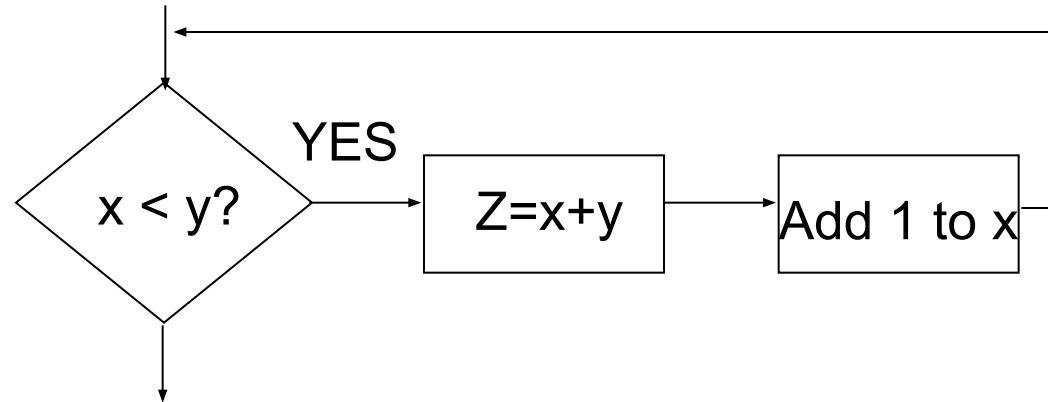 YES
x < y?
Z=x+y
Add 1 to x